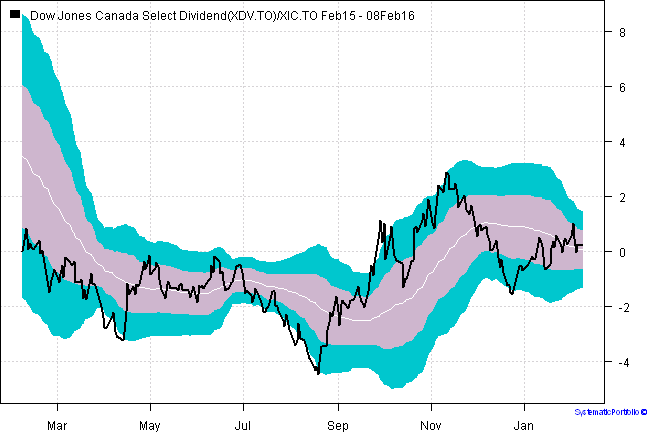 Dow Jones Canada Select Dividend(XDV.TO)/XIC.TO Feb15 - 08Feb16
8
6
4
2
0
-2
-4
Mar May Jul Sep Nov Jan
SystematicPortfolio ©